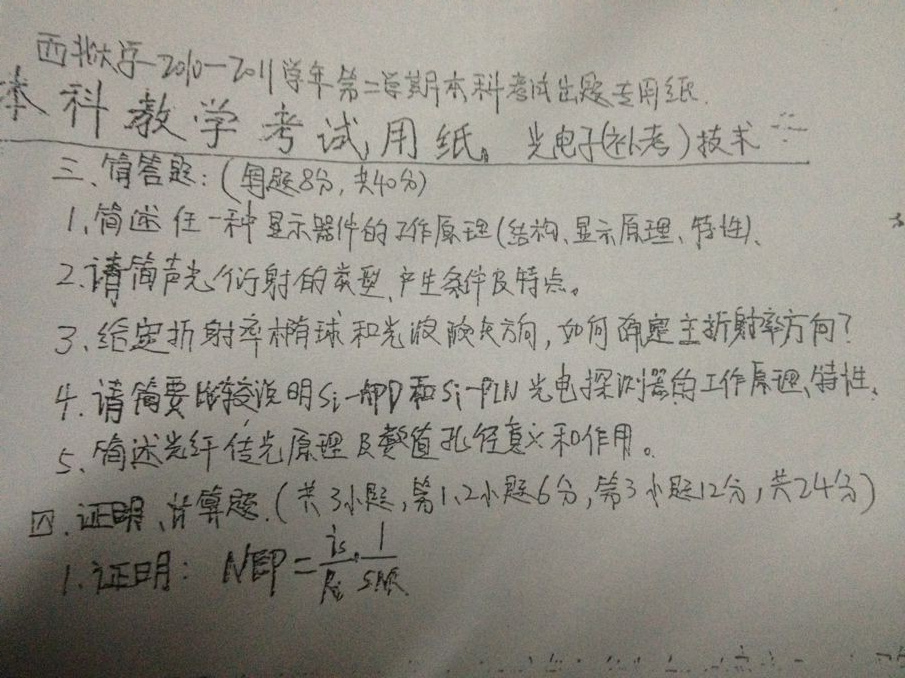 西北大学2010-2011学年第二学期本科考试出题专用纸.
本科教学考试用纸。光电子(补考)技术
三、简答题:(每题8分,共40分)
1、简述任一种显示器件的工作原理(结构、显示原理、特性)、
2、请简声光衍射的类型、产生条件及特点。
3、给定折射率椭球和光波欧矢方向,如何确定主折射率方向?
4、请简要比较说明Si-APD和Si-PIN光电探测器的工作原理、特性、
5、简述光纤传光原理及数值孔径意义和作用。
四、证明、计算题.(共3小题,第1、2小题6分,第3小题12分,共24分)
1.证明: NEP=is/Ri·1/SNR